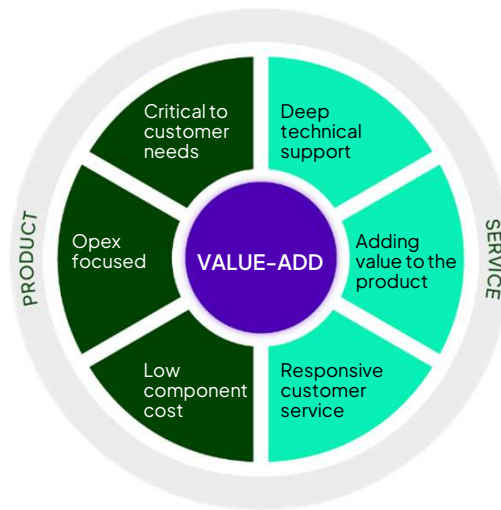 Critical to
customer
needs
Deep
technical
support
PRODUCT
Opex
focused
VALUE-ADD
Adding
value to the
product
SERVICE
Low
component
cost
Responsive
customer
service